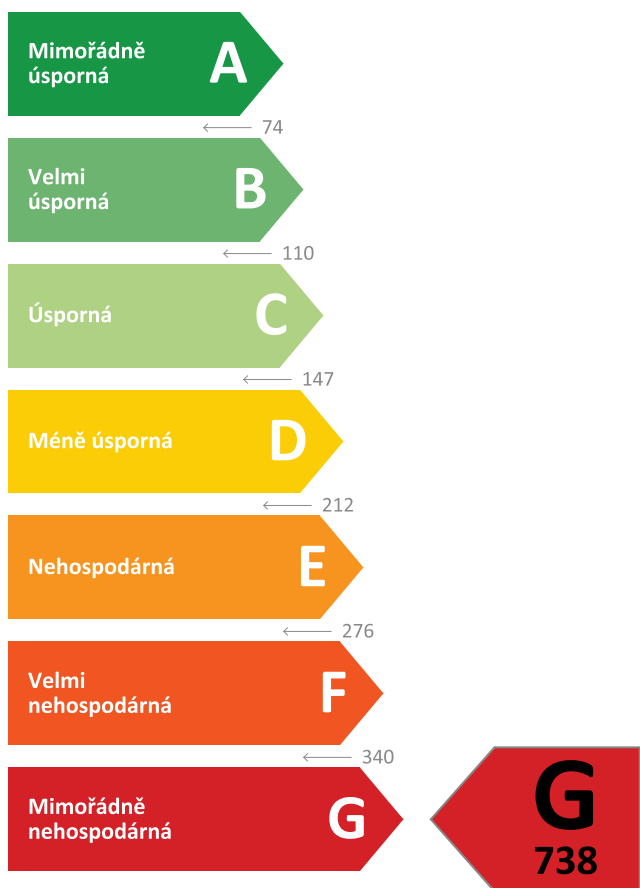 Mimořádně
úsporná
A
74
Velmi
úsporná
B
110
Úsporná
C
147
Méně úsporná
D
212
Nehospodárná
E
276
Velmi
nehospodárná
F
340
Mimořádně
nehospodárná
G
G
738